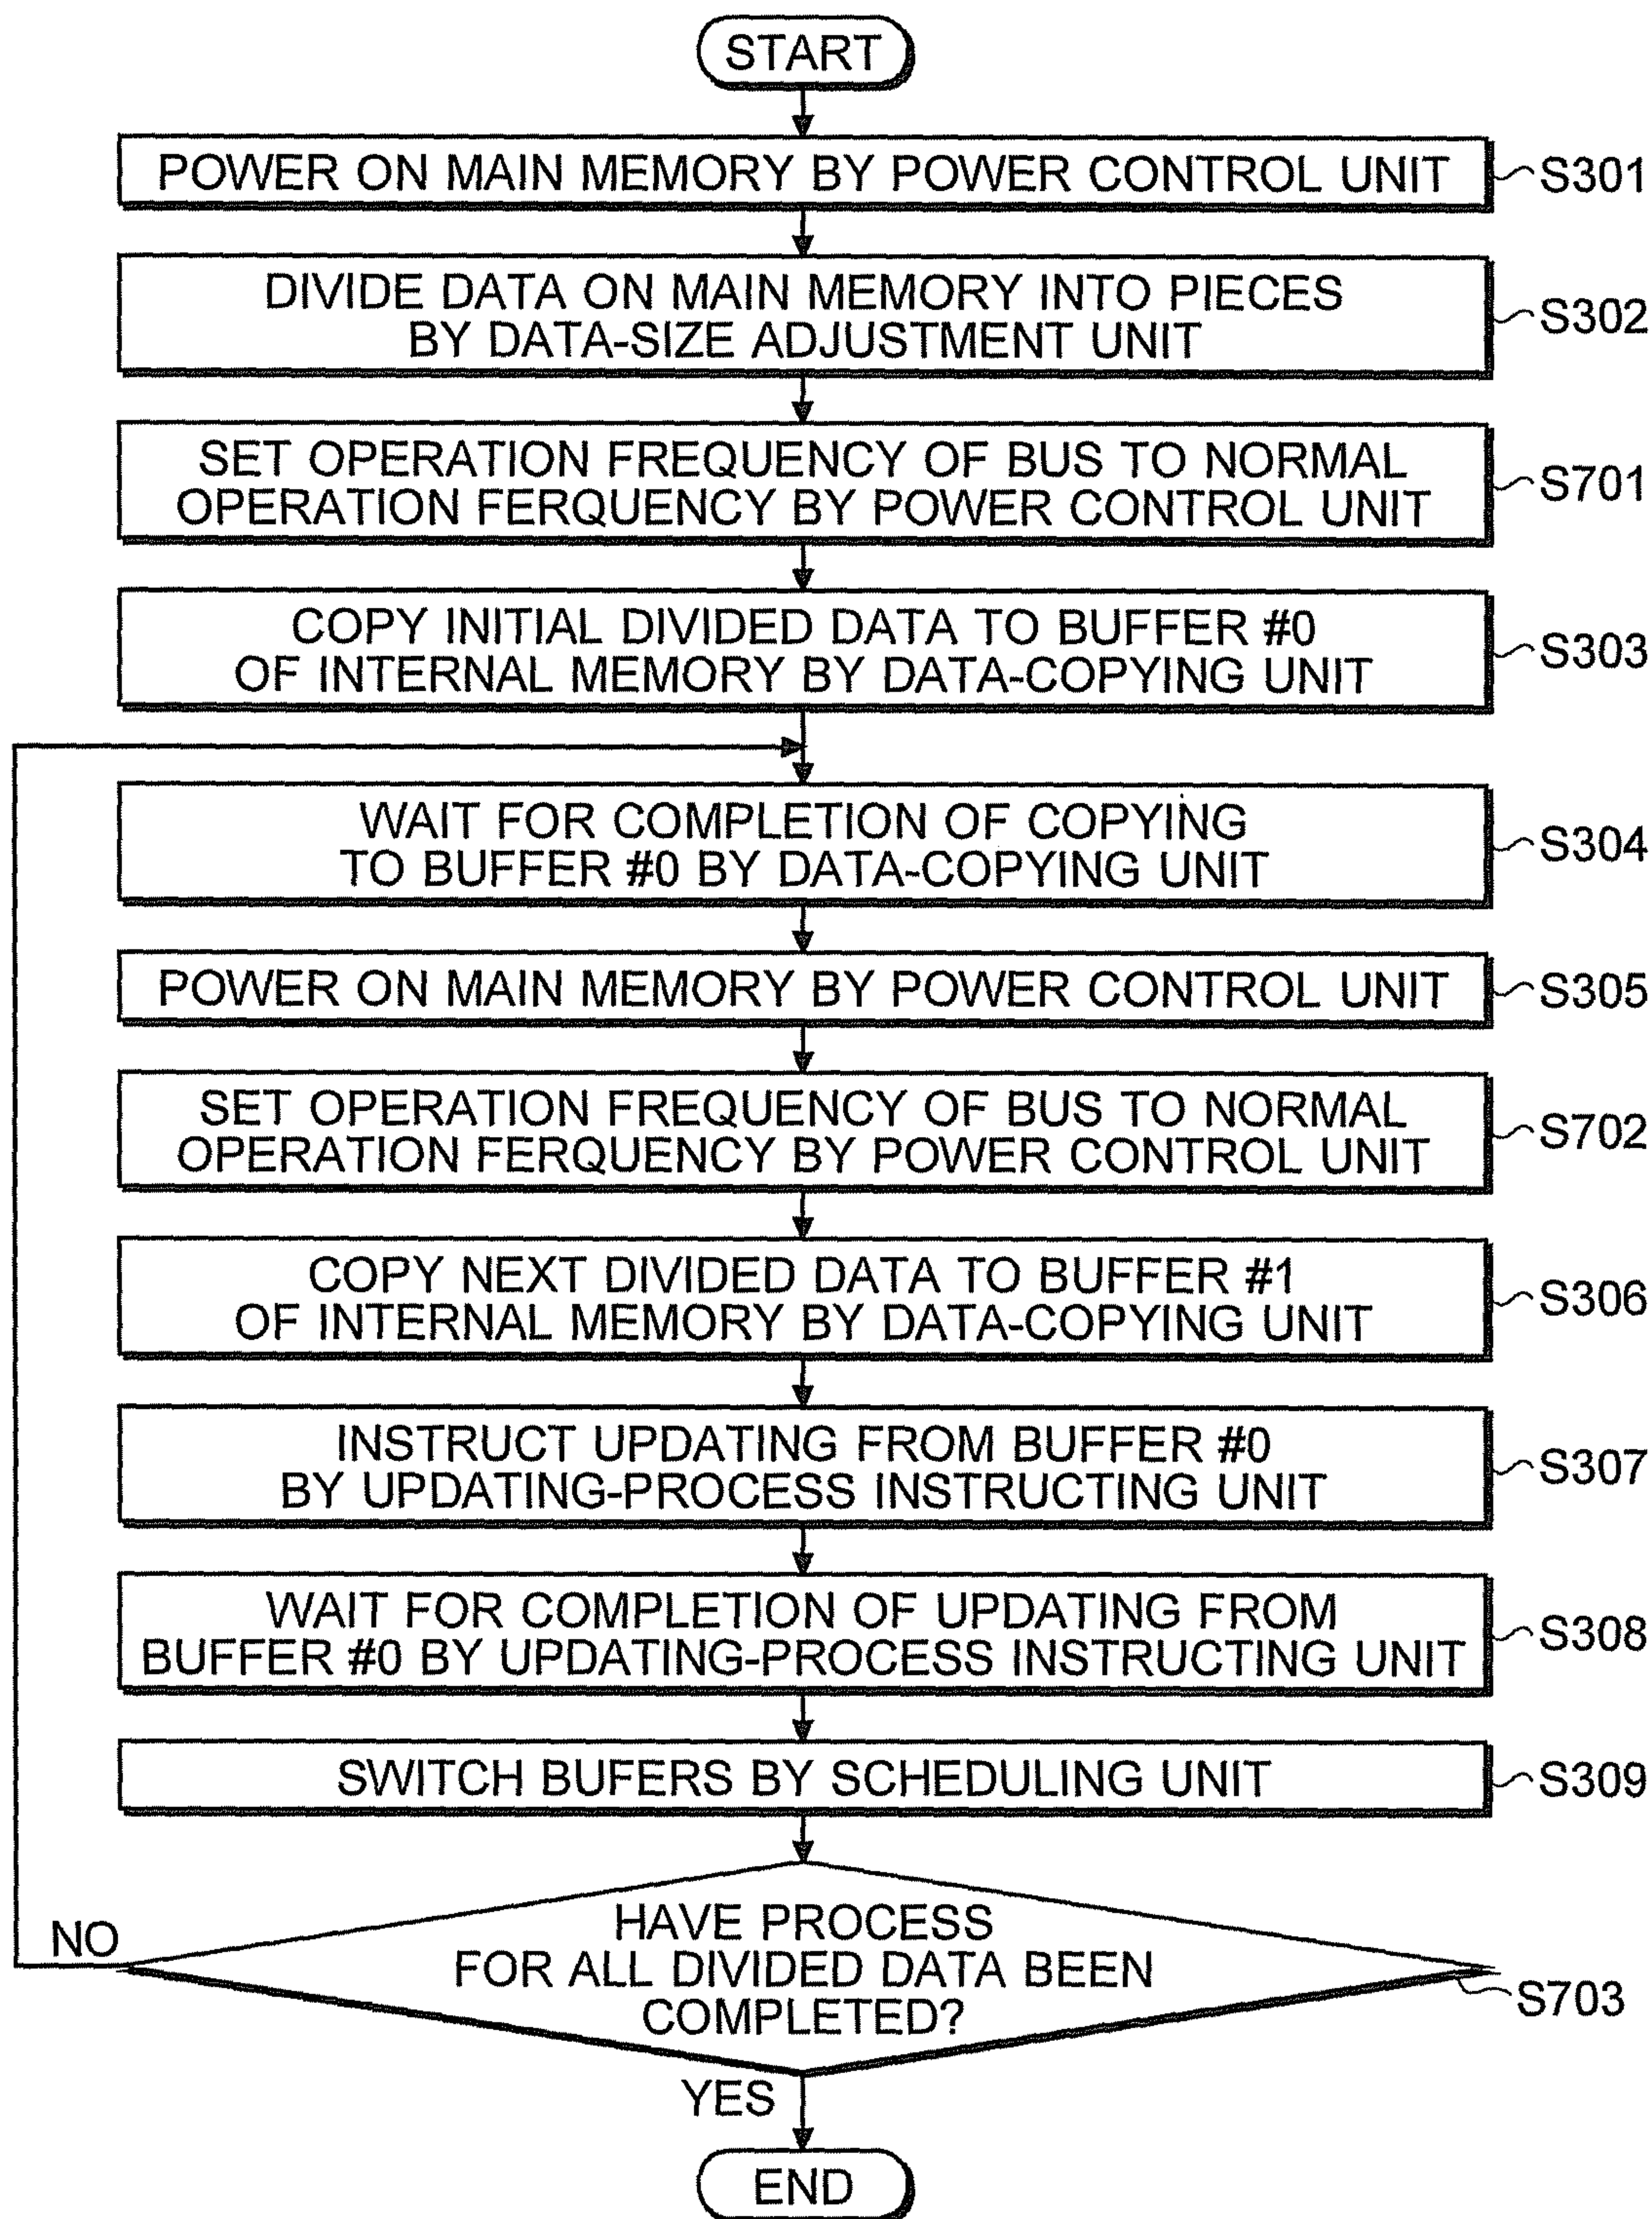 START
POWER ON MAIN MEMORY BY POWER CONTROL UNIT
S301
DIVIDE DATA ON MAIN MEMORY INTO PIECES
BY DATA-SIZE ADJUSTMENT UNIT
S302
SET OPERATION FREQUENCY OF BUS TO NORMAL
OPERATION FERQUENCY BY POWER CONTROL UNIT
S701
COPY INITIAL DIVIDED DATA TO BUFFER #0
OF INTERNAL MEMORY BY DATA-COPYING UNIT
S303
WAIT FOR COMPLETION OF COPYING
TO BUFFER #0 BY DATA-COPYING UNIT
S304
POWER ON MAIN MEMORY BY POWER CONTROL UNIT
S305
SET OPERATION FREQUENCY OF BUS TO NORMAL
OPERATION FERQUENCY BY POWER CONTROL UNIT
S702
COPY NEXT DIVIDED DATA TO BUFFER #1
OF INTERNAL MEMORY BY DATA-COPYING UNIT
S306
INSTRUCT UPDATING FROM BUFFER #0
BY UPDATING-PROCESS INSTRUCTING UNIT
S307
WAIT FOR COMPLETION OF UPDATING FROM
BUFFER #0 BY UPDATING-PROCESS INSTRUCTING UNIT
S308
SWITCH BUFERS BY SCHEDULING UNIT
S309
NO
HAVE PROCESS
FOR ALL DIVIDED DATA BEEN
COMPLETED?
S703
YES
END